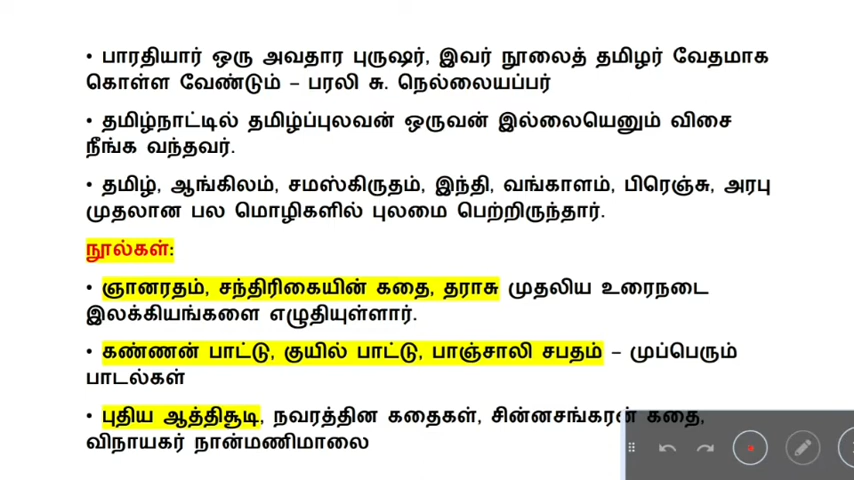 • பாரதியார் ஒரு அவதார புருஷர், இவர் நூலைத் தமிழர் வேதமாக
கொள்ள வேண்டும் – பரலி சு. நெல்லையப்பர்
• தமிழ்நாட்டில் தமிழ்ப்புலவன் ஒருவன் இல்லையெனும் விசை
நீங்க வந்தவர்.
• தமிழ், ஆங்கிலம், சமஸ்கிருதம், இந்தி, வங்காளம், பிரெஞ்சு, அரபு
முதலான பல மொழிகளில் புலமை பெற்றிருந்தார்.
நூல்கள்:
• ஞானரதம், சந்திரிகையின் கதை, தராசு முதலிய உரைநடை
இலக்கியங்களை எழுதியுள்ளார்.
• கண்ணன் பாட்டு, குயில் பாட்டு, பாஞ்சாலி சபதம் – முப்பெரும்
பாடல்கள்
• புதிய ஆத்திசூடி, நவரத்தின கதைகள், சின்னசங்கரன் கதை,
விநாயகர் நான்மணிமாலை